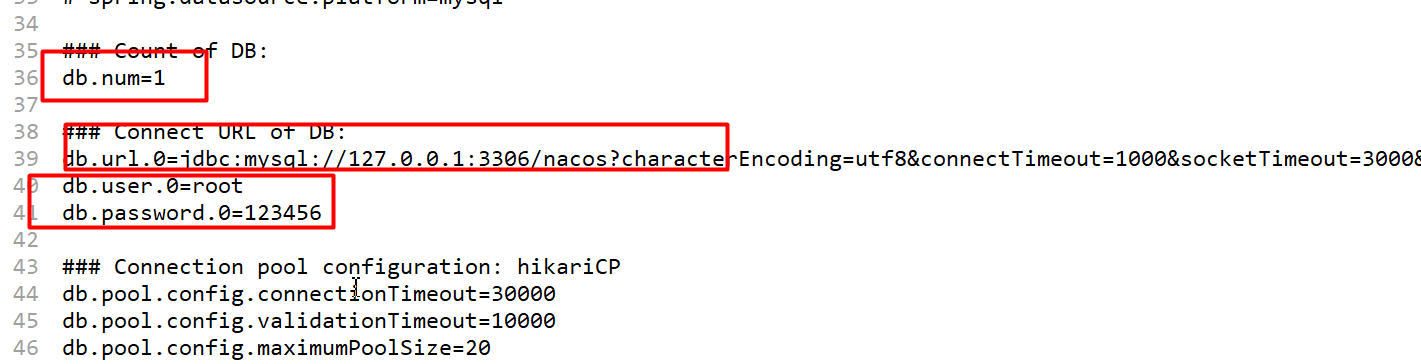 33 # spring.datasource.platform=mysql
34
35 ### Count of DB:
36 db.num=1
37
38 ### Connect URL of DB:
39 db.url.0=jdbc:mysql://127.0.0.1:3306/nacos?characterEncoding=utf8&connectTimeout=1000&socketTimeout=3000&
40 db.user.0=root
41 db.password.0=123456
42
43 ### Connection pool configuration: hikariCP
44 db.pool.config.connectionTimeout=30000
45 db.pool.config.validationTimeout=10000
46 db.pool.config.maximumPoolSize=20